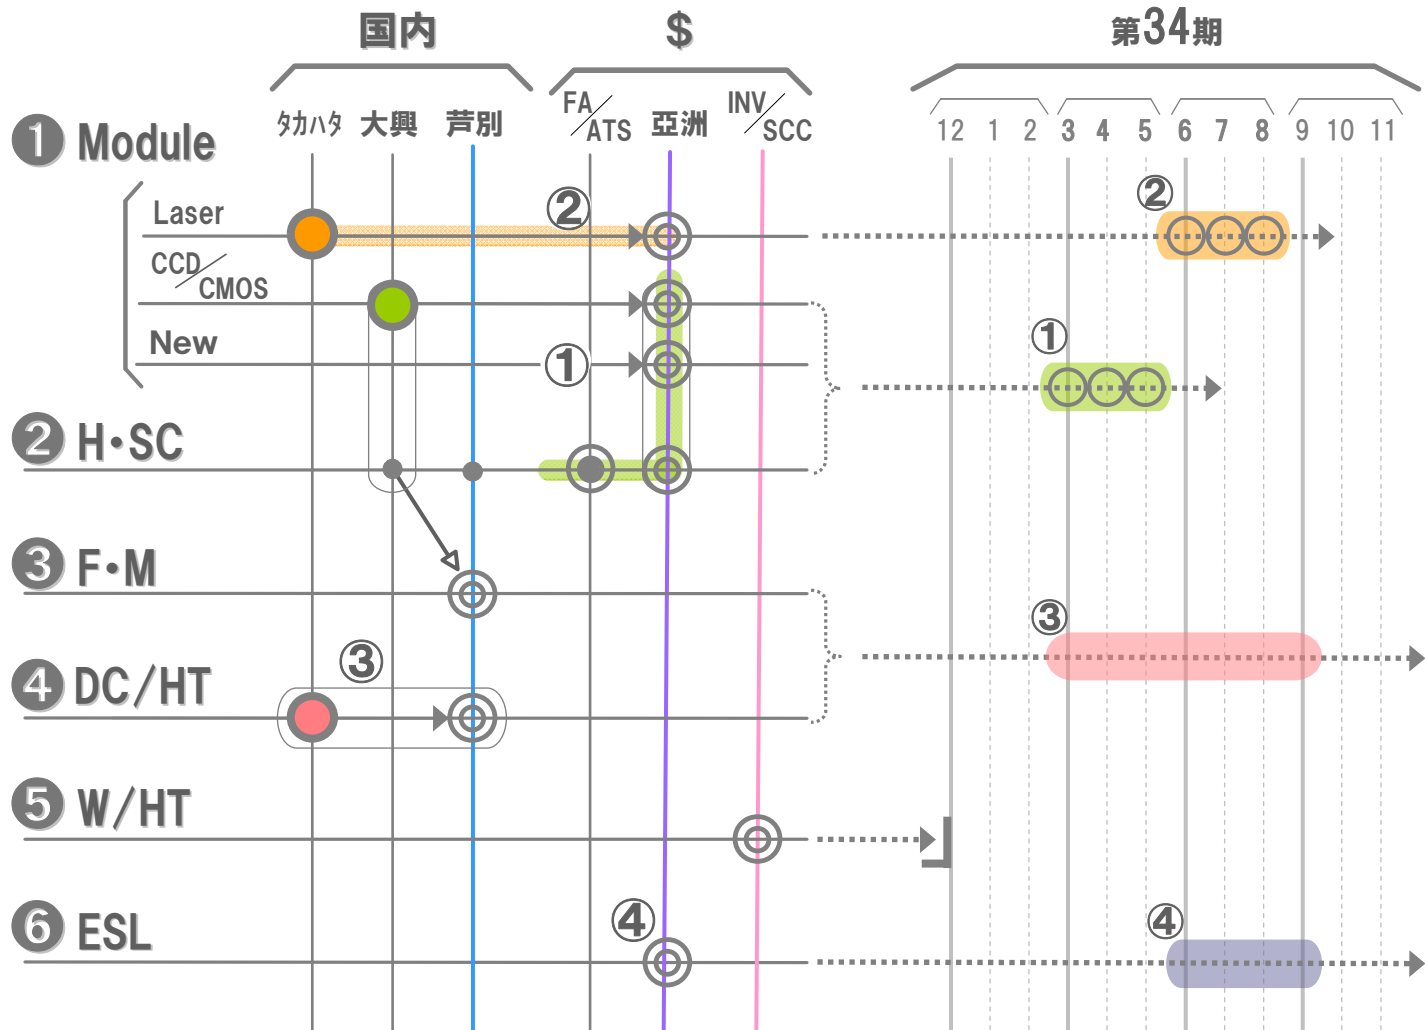 国内
$
第34期
タカハタ
大興
芦別
FA/ATS
亞洲
INV/SCC
12 1 2 3 4 5 6 7 8 9 10 11
❶ Module
Laser
②
②
CCD/CMOS
①
New
①
❷ H・SC
❸ F・M
③
❹ DC/HT
③
❺ W/HT
❻ ESL
④
④